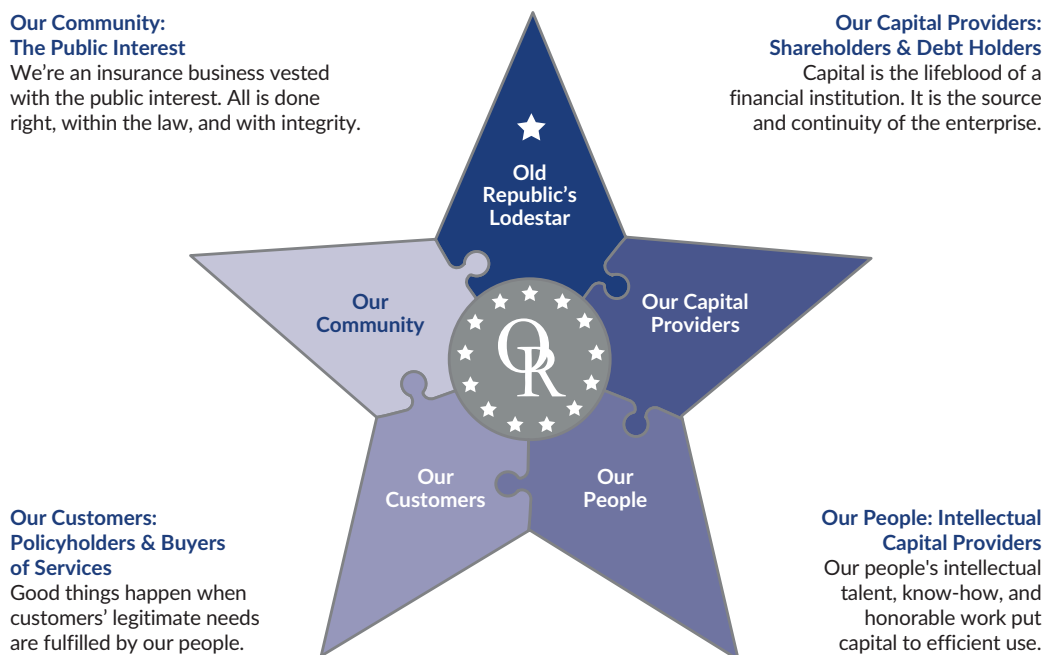 Our Community:
The Public Interest
We’re an insurance business vested
with the public interest. All is done
right, within the law, and with integrity.
Our Capital Providers:
Shareholders & Debt Holders
Capital is the lifeblood of a
financial institution. It is the source
and continuity of the enterprise.
Old
Republic’s
Lodestar
Our
Community
Our Capital
Providers
OR
Our
Customers
Our
People
Our Customers:
Policyholders & Buyers
of Services
Good things happen when
customers’ legitimate needs
are fulfilled by our people.
Our People: Intellectual
Capital Providers
Our people's intellectual
talent, know-how, and
honorable work put
capital to efficient use.